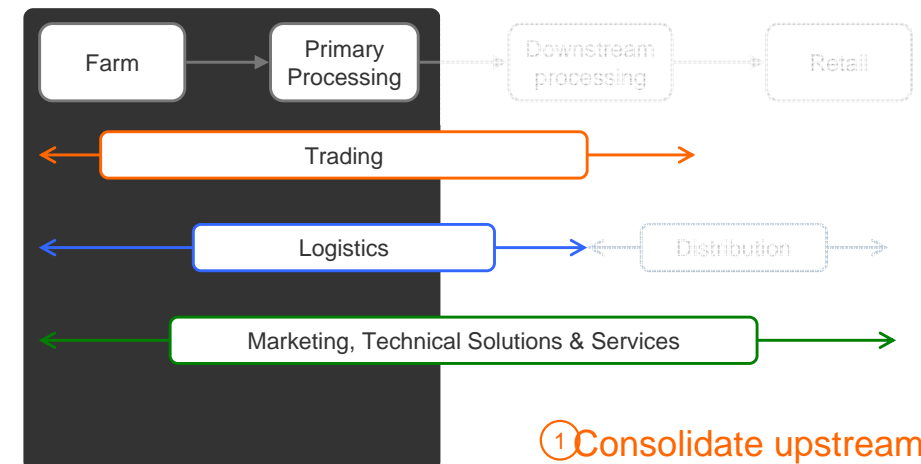 Farm
Primary
Processing
Downstream
processing
Retail
Trading
Logistics
Distribution
Marketing, Technical Solutions & Services
1 Consolidate upstream